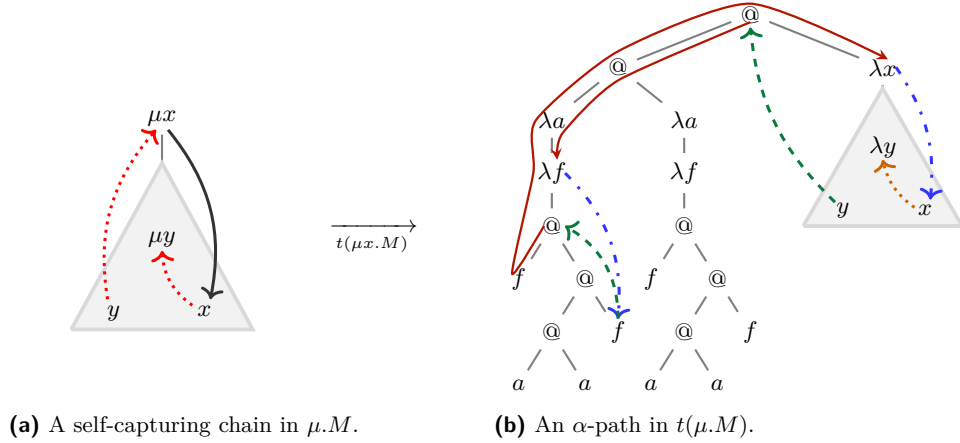 @
@
λx
μx
λa
λa
λy
λf
λf
y
x
@
@
μy
t(μx.M)
f
@
f
@
y
x
@
f
@
f
a
a
a
a
(a) A self-capturing chain in μ.M.
(b) An α-path in t(μ.M).